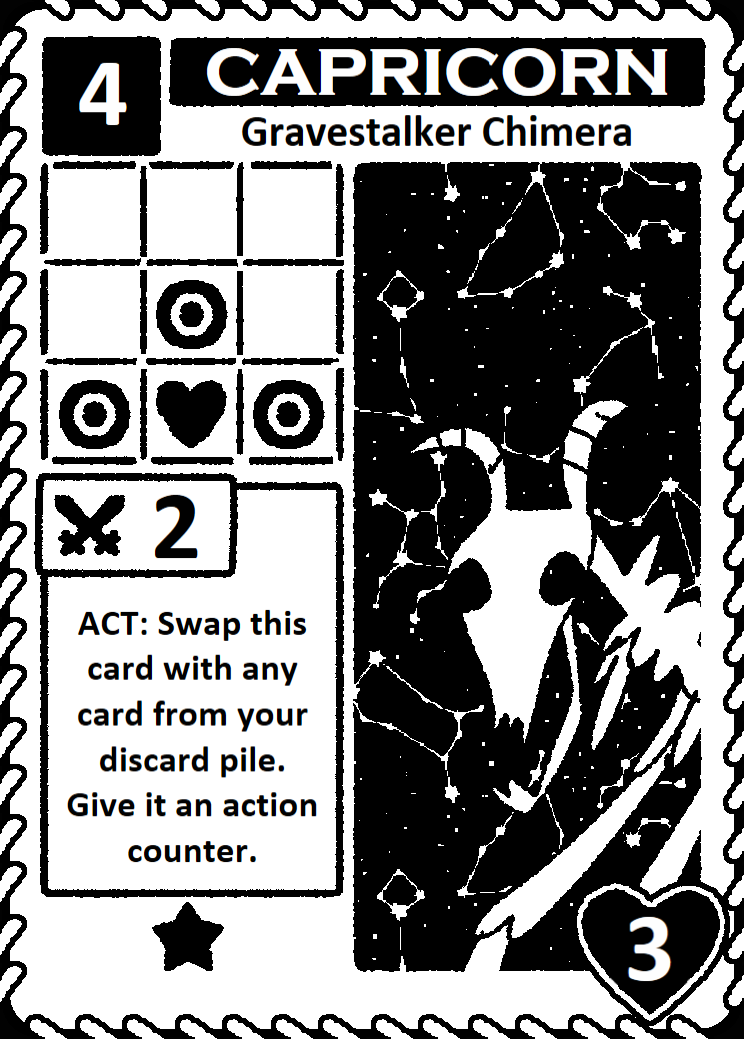 4
CAPRICORN
Gravestalker Chimera
2
ACT: Swap this
card with any
card from your
discard pile.
Give it an action
counter.
3